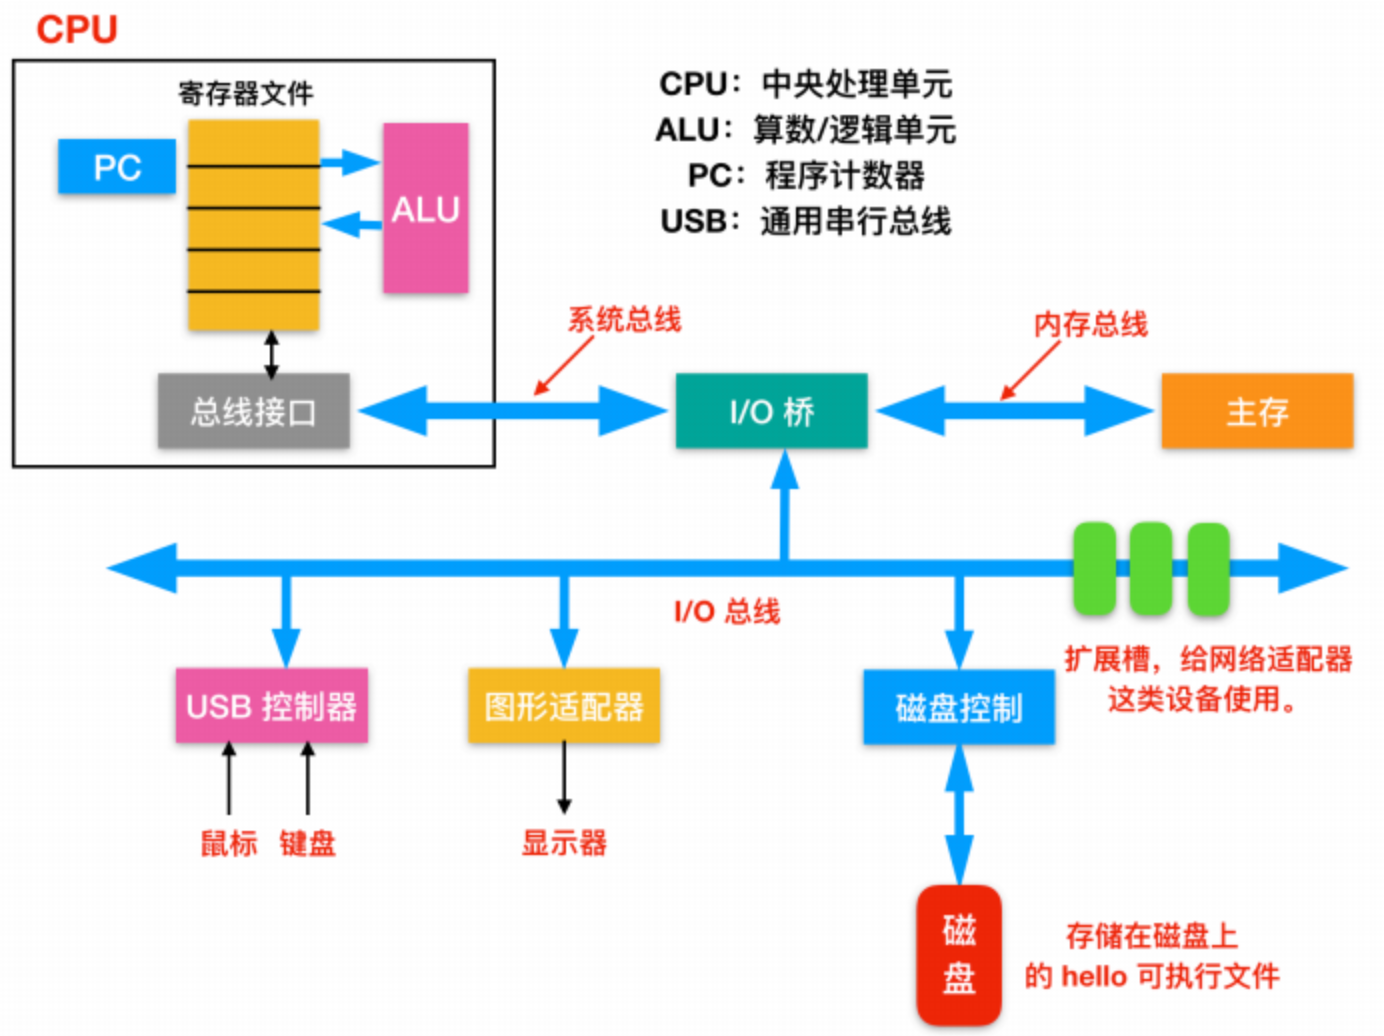 CPU
寄存器文件
PC
ALU
总线接口
CPU：中央处理单元
ALU：算数/逻辑单元
PC：程序计数器
USB：通用串行总线
系统总线
内存总线
I/O 桥
主存
I/O 总线
扩展槽，给网络适配器
这类设备使用。
USB 控制器
图形适配器
磁盘控制
鼠标
键盘
显示器
磁
盘
存储在磁盘上
的 hello 可执行文件